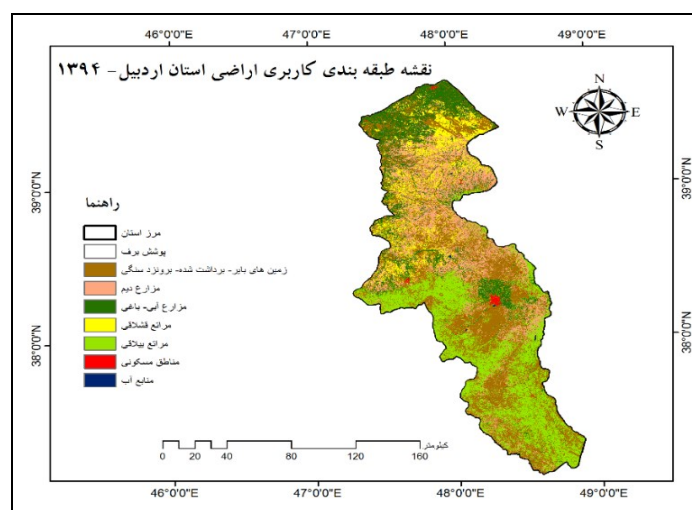 46°0'0"E 47°0'0"E 48°0'0"E 49°0'0"E
نقشه طبقه بندی کاربری اراضی استان اردبیل - ۱۳۹۴
N
W E
S
39°0'0"N 39°0'0"N
راهنما
مرز استان
پوشش برف
زمین های بایر- برداشت شده- برونزد سنگی
مزارع دیم
مزارع آبی- باغی
مراتع قشلاقی
مراتع ییلاقی
مناطق مسکونی
منابع آب
38°0'0"N 38°0'0"N
کیلومتر
0 20 40 80 120 160
46°0'0"E 47°0'0"E 48°0'0"E 49°0'0"E